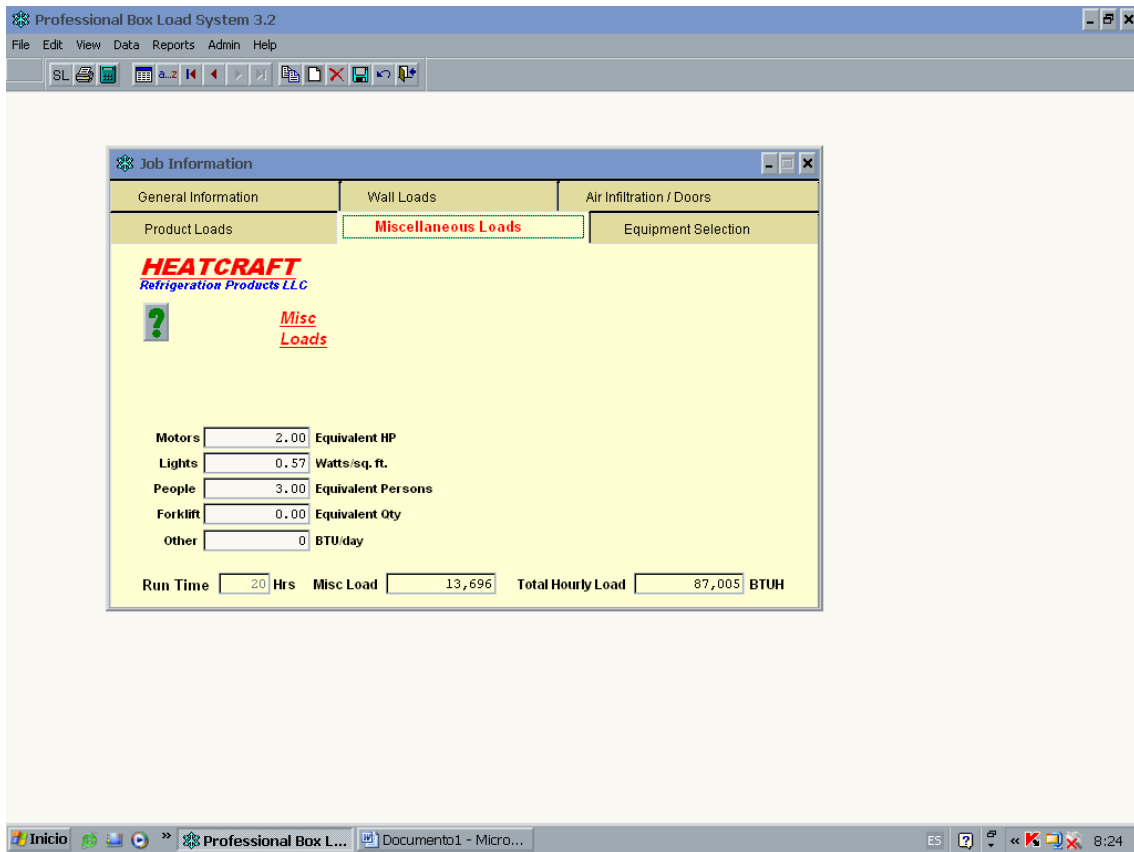 Professional Box Load System 3.2
File Edit View Data Reports Admin Help
SL a..z
Job Information
General Information Wall Loads Air Infiltration / Doors
Product Loads Miscellaneous Loads Equipment Selection
HEATCRAFT
Refrigeration Products LLC
?
Misc
Loads
Motors 2.00 Equivalent HP
Lights 0.57 Watts/sq. ft.
People 3.00 Equivalent Persons
Forklift 0.00 Equivalent Qty
Other 0 BTU/day
Run Time 20 Hrs Misc Load 13,696 Total Hourly Load 87,005 BTUH
Inicio » Professional Box L... Documento1 - Micro... ES ? « K 8:24